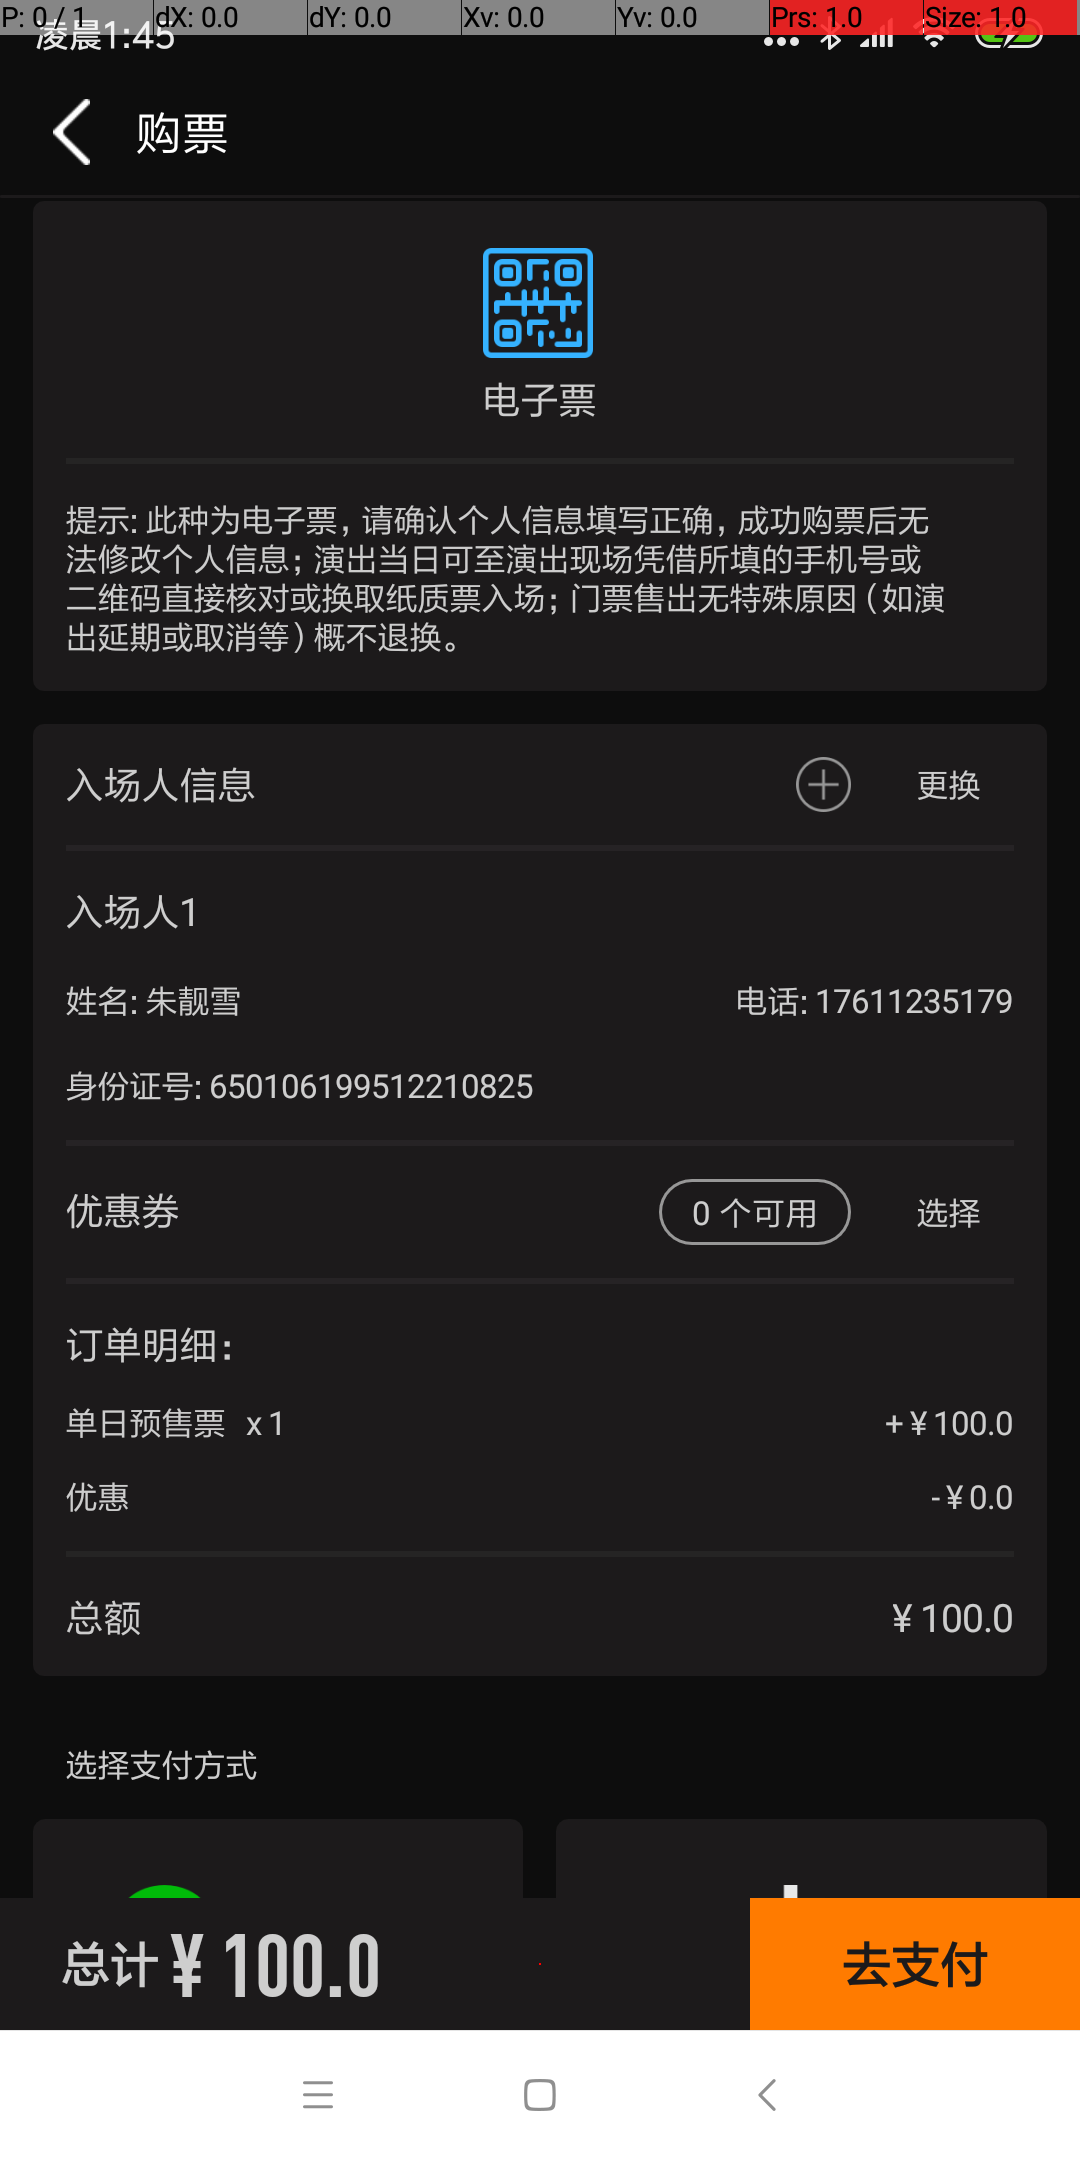 P: 0 / 1 dX: 0.0 dY: 0.0 Xv: 0.0 Yv: 0.0 Prs: 1.0 Size: 1.0
凌晨1:45
购票
电子票
提示: 此种为电子票, 请确认个人信息填写正确, 成功购票后无
法修改个人信息; 演出当日可至演出现场凭借所填的手机号或
二维码直接核对或换取纸质票入场; 门票售出无特殊原因 (如演
出延期或取消等) 概不退换。
入场人信息 更换
入场人1
姓名: 朱靓雪 电话: 17611235179
身份证号: 650106199512210825
优惠券 0 个可用 选择
订单明细:
单日预售票 x 1 + ¥ 100.0
优惠 - ¥ 0.0
总额 ¥ 100.0
选择支付方式
总计 ¥ 100.0 去支付